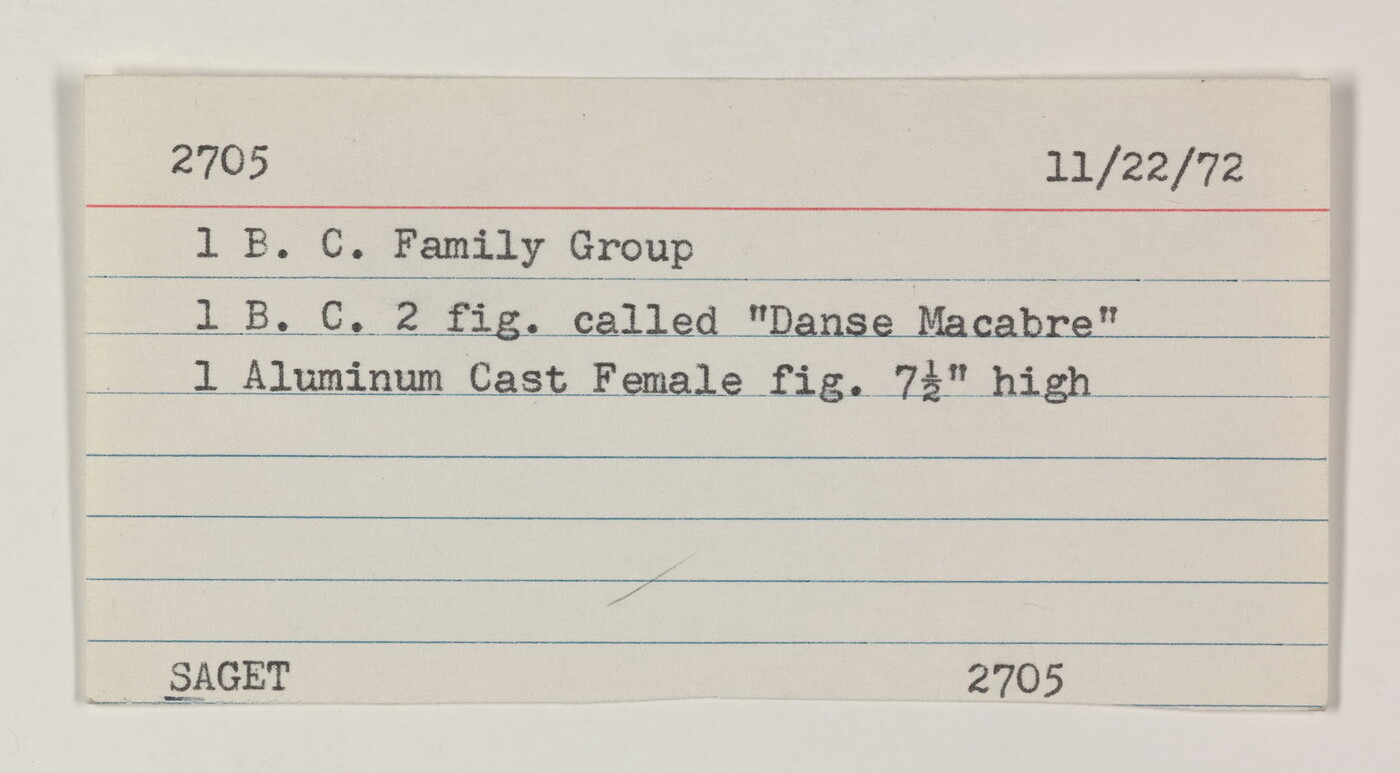 2705 11/22/72
1 B. C. Family Group
1 B. C. 2 fig. called "Danse Macabre"
1 Aluminum Cast Female fig. 7½" high
SAGET 2705